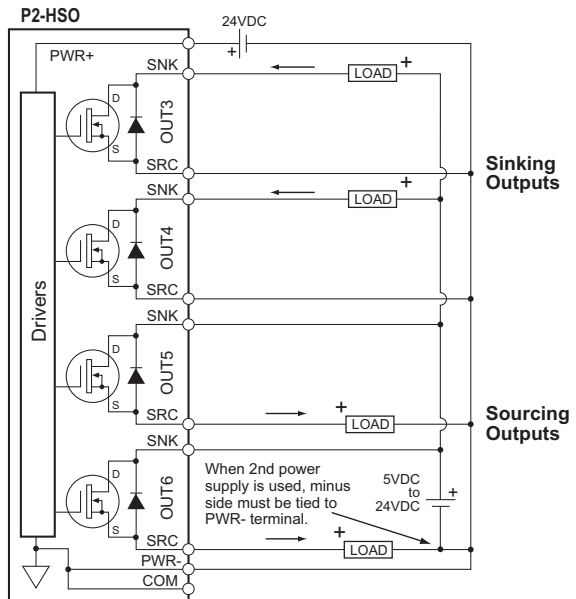 P2-HSO
24VDC
+
PWR+
SNK
LOAD
+
D
S
OUT3
SRC
SNK
LOAD
+
Sinking
Outputs
D
S
OUT4
SRC
SNK
Drivers
D
S
OUT5
SRC
+
LOAD
Sourcing
Outputs
SNK
D
S
OUT6
When 2nd power
supply is used, minus
side must be tied to
PWR- terminal.
5VDC
to
24VDC
+
SRC
+
LOAD
PWR-
COM